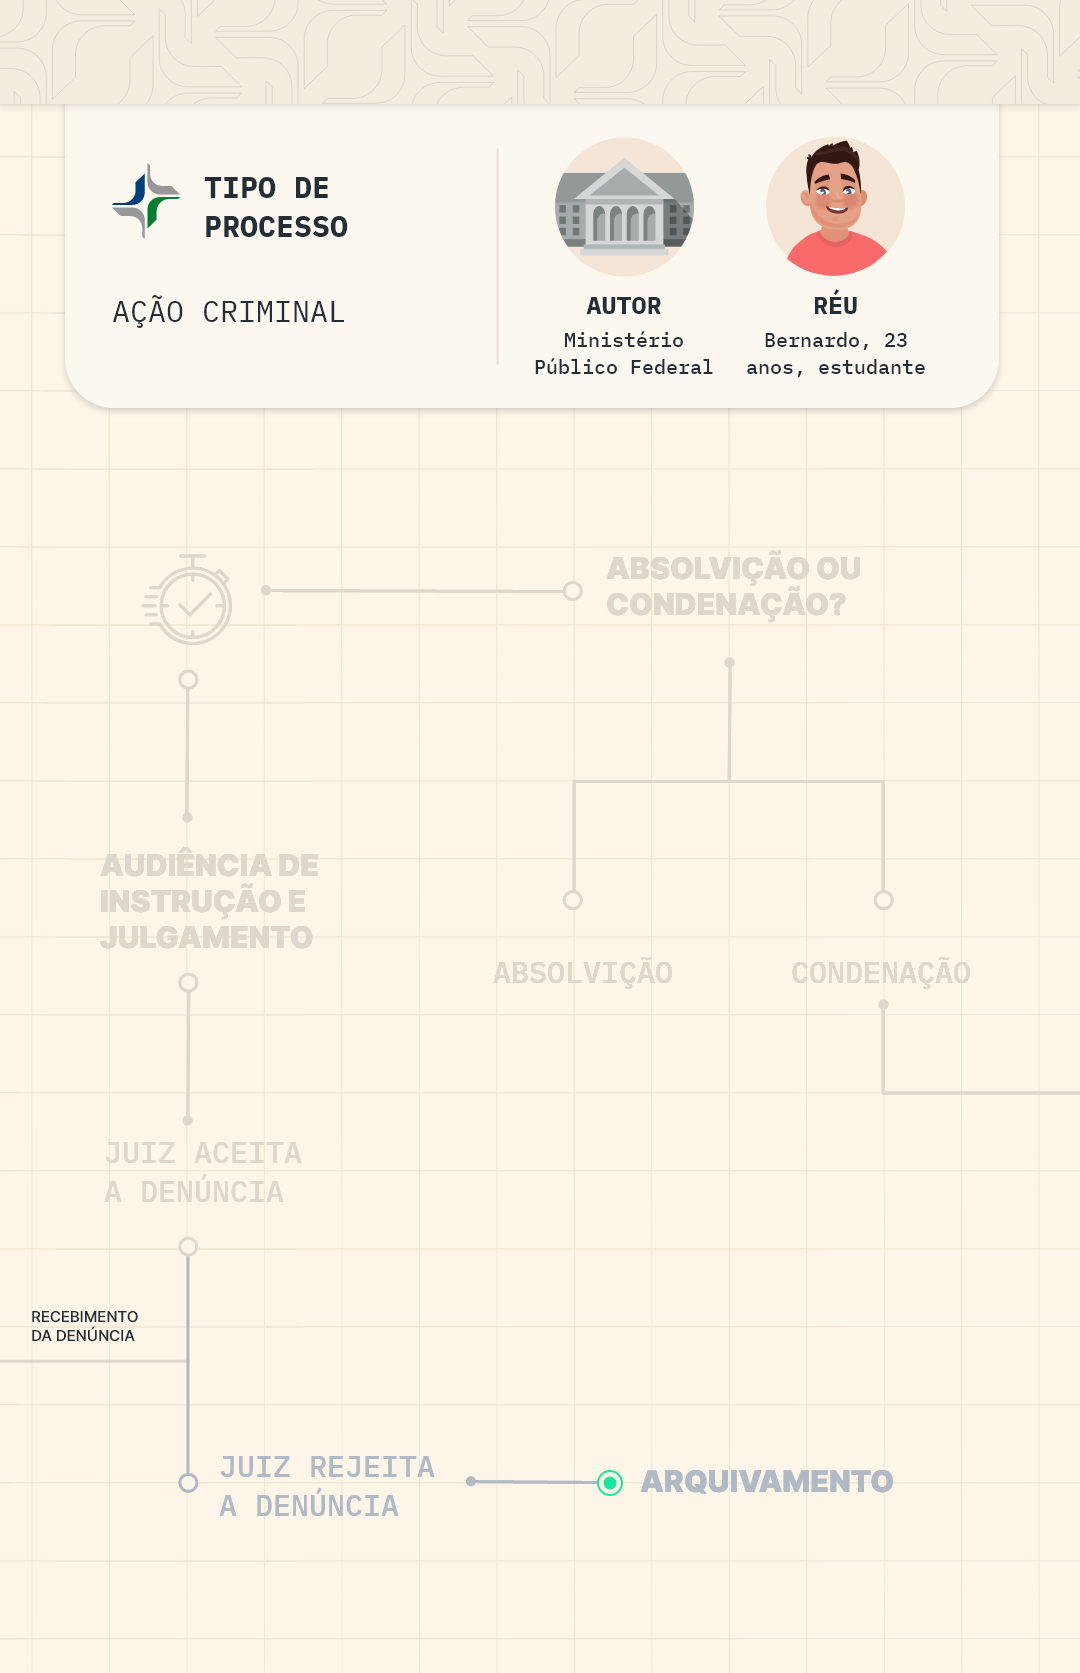 TIPO DE
PROCESSO
AÇÃO CRIMINAL
AUTOR
Ministério
Público Federal
RÉU
Bernardo, 23
anos, estudante
ABSOLVIÇÃO OU
CONDENAÇÃO?
AUDIÊNCIA DE
INSTRUÇÃO E
JULGAMENTO
ABSOLVIÇÃO
CONDENAÇÃO
JUIZ ACEITA
A DENÚNCIA
RECEBIMENTO
DA DENÚNCIA
JUIZ REJEITA
A DENÚNCIA
ARQUIVAMENTO